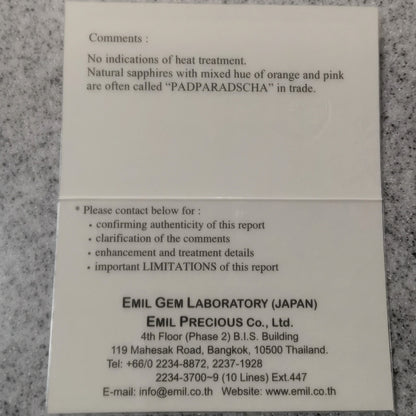 Comments :
No indications of heat treatment.
Natural sapphires with mixed hue of orange and pink
are often called “PADPARADSCHA” in trade.
* Please contact below for :
• confirming authenticity of this report
• clarification of the comments
• enhancement and treatment details
• important LIMITATIONS of this report
EMIL GEM LABORATORY (JAPAN)
EMIL PRECIOUS CO., LTD.
4th Floor (Phase 2) B.I.S. Building
119 Mahesak Road, Bangkok, 10500 Thailand.
Tel: +66/0 2234-8872, 2237-1928
2234-3700~9 (10 Lines) Ext.447
E-mail: info@emil.co.th Website: www.emil.co.th